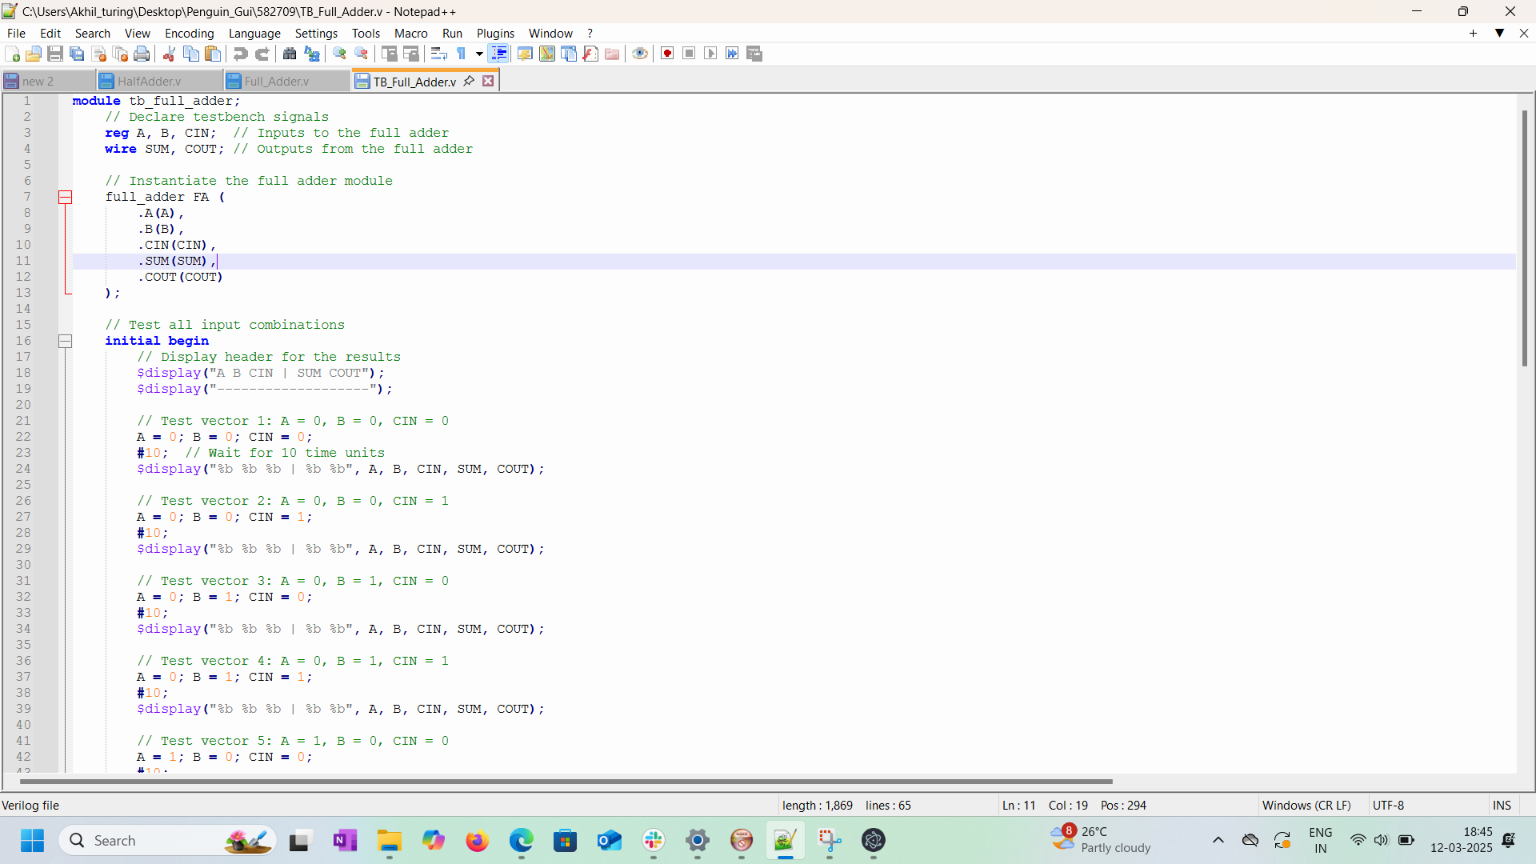 C:\Users\Akhil_turing\Desktop\Penguin_Gui\582709\TB_Full_Adder.v - Notepad++
File Edit Search View Encoding Language Settings Tools Macro Run Plugins Window ?
new 2 HalfAdder.v Full_Adder.v TB_Full_Adder.v
1 module tb_full_adder;
2 // Declare testbench signals
3 reg A, B, CIN; // Inputs to the full adder
4 wire SUM, COUT; // Outputs from the full adder
5
6 // Instantiate the full adder module
7 full_adder FA (
8 .A(A),
9 .B(B),
10 .CIN(CIN),
11 .SUM(SUM),
12 .COUT(COUT)
13 );
14
15 // Test all input combinations
16 initial begin
17 // Display header for the results
18 $display("A B CIN | SUM COUT");
19 $display("-------------------");
20
21 // Test vector 1: A = 0, B = 0, CIN = 0
22 A = 0; B = 0; CIN = 0;
23 #10; // Wait for 10 time units
24 $display("%b %b %b | %b %b", A, B, CIN, SUM, COUT);
25
26 // Test vector 2: A = 0, B = 0, CIN = 1
27 A = 0; B = 0; CIN = 1;
28 #10;
29 $display("%b %b %b | %b %b", A, B, CIN, SUM, COUT);
30
31 // Test vector 3: A = 0, B = 1, CIN = 0
32 A = 0; B = 1; CIN = 0;
33 #10;
34 $display("%b %b %b | %b %b", A, B, CIN, SUM, COUT);
35
36 // Test vector 4: A = 0, B = 1, CIN = 1
37 A = 0; B = 1; CIN = 1;
38 #10;
39 $display("%b %b %b | %b %b", A, B, CIN, SUM, COUT);
40
41 // Test vector 5: A = 1, B = 0, CIN = 0
42 A = 1; B = 0; CIN = 0;
43 #10;
Verilog file length : 1,869 lines : 65 Ln : 11 Col : 19 Pos : 294 Windows (CR LF) UTF-8 INS
Search 8 26°C ENG 18:45
Partly cloudy IN 12-03-2025